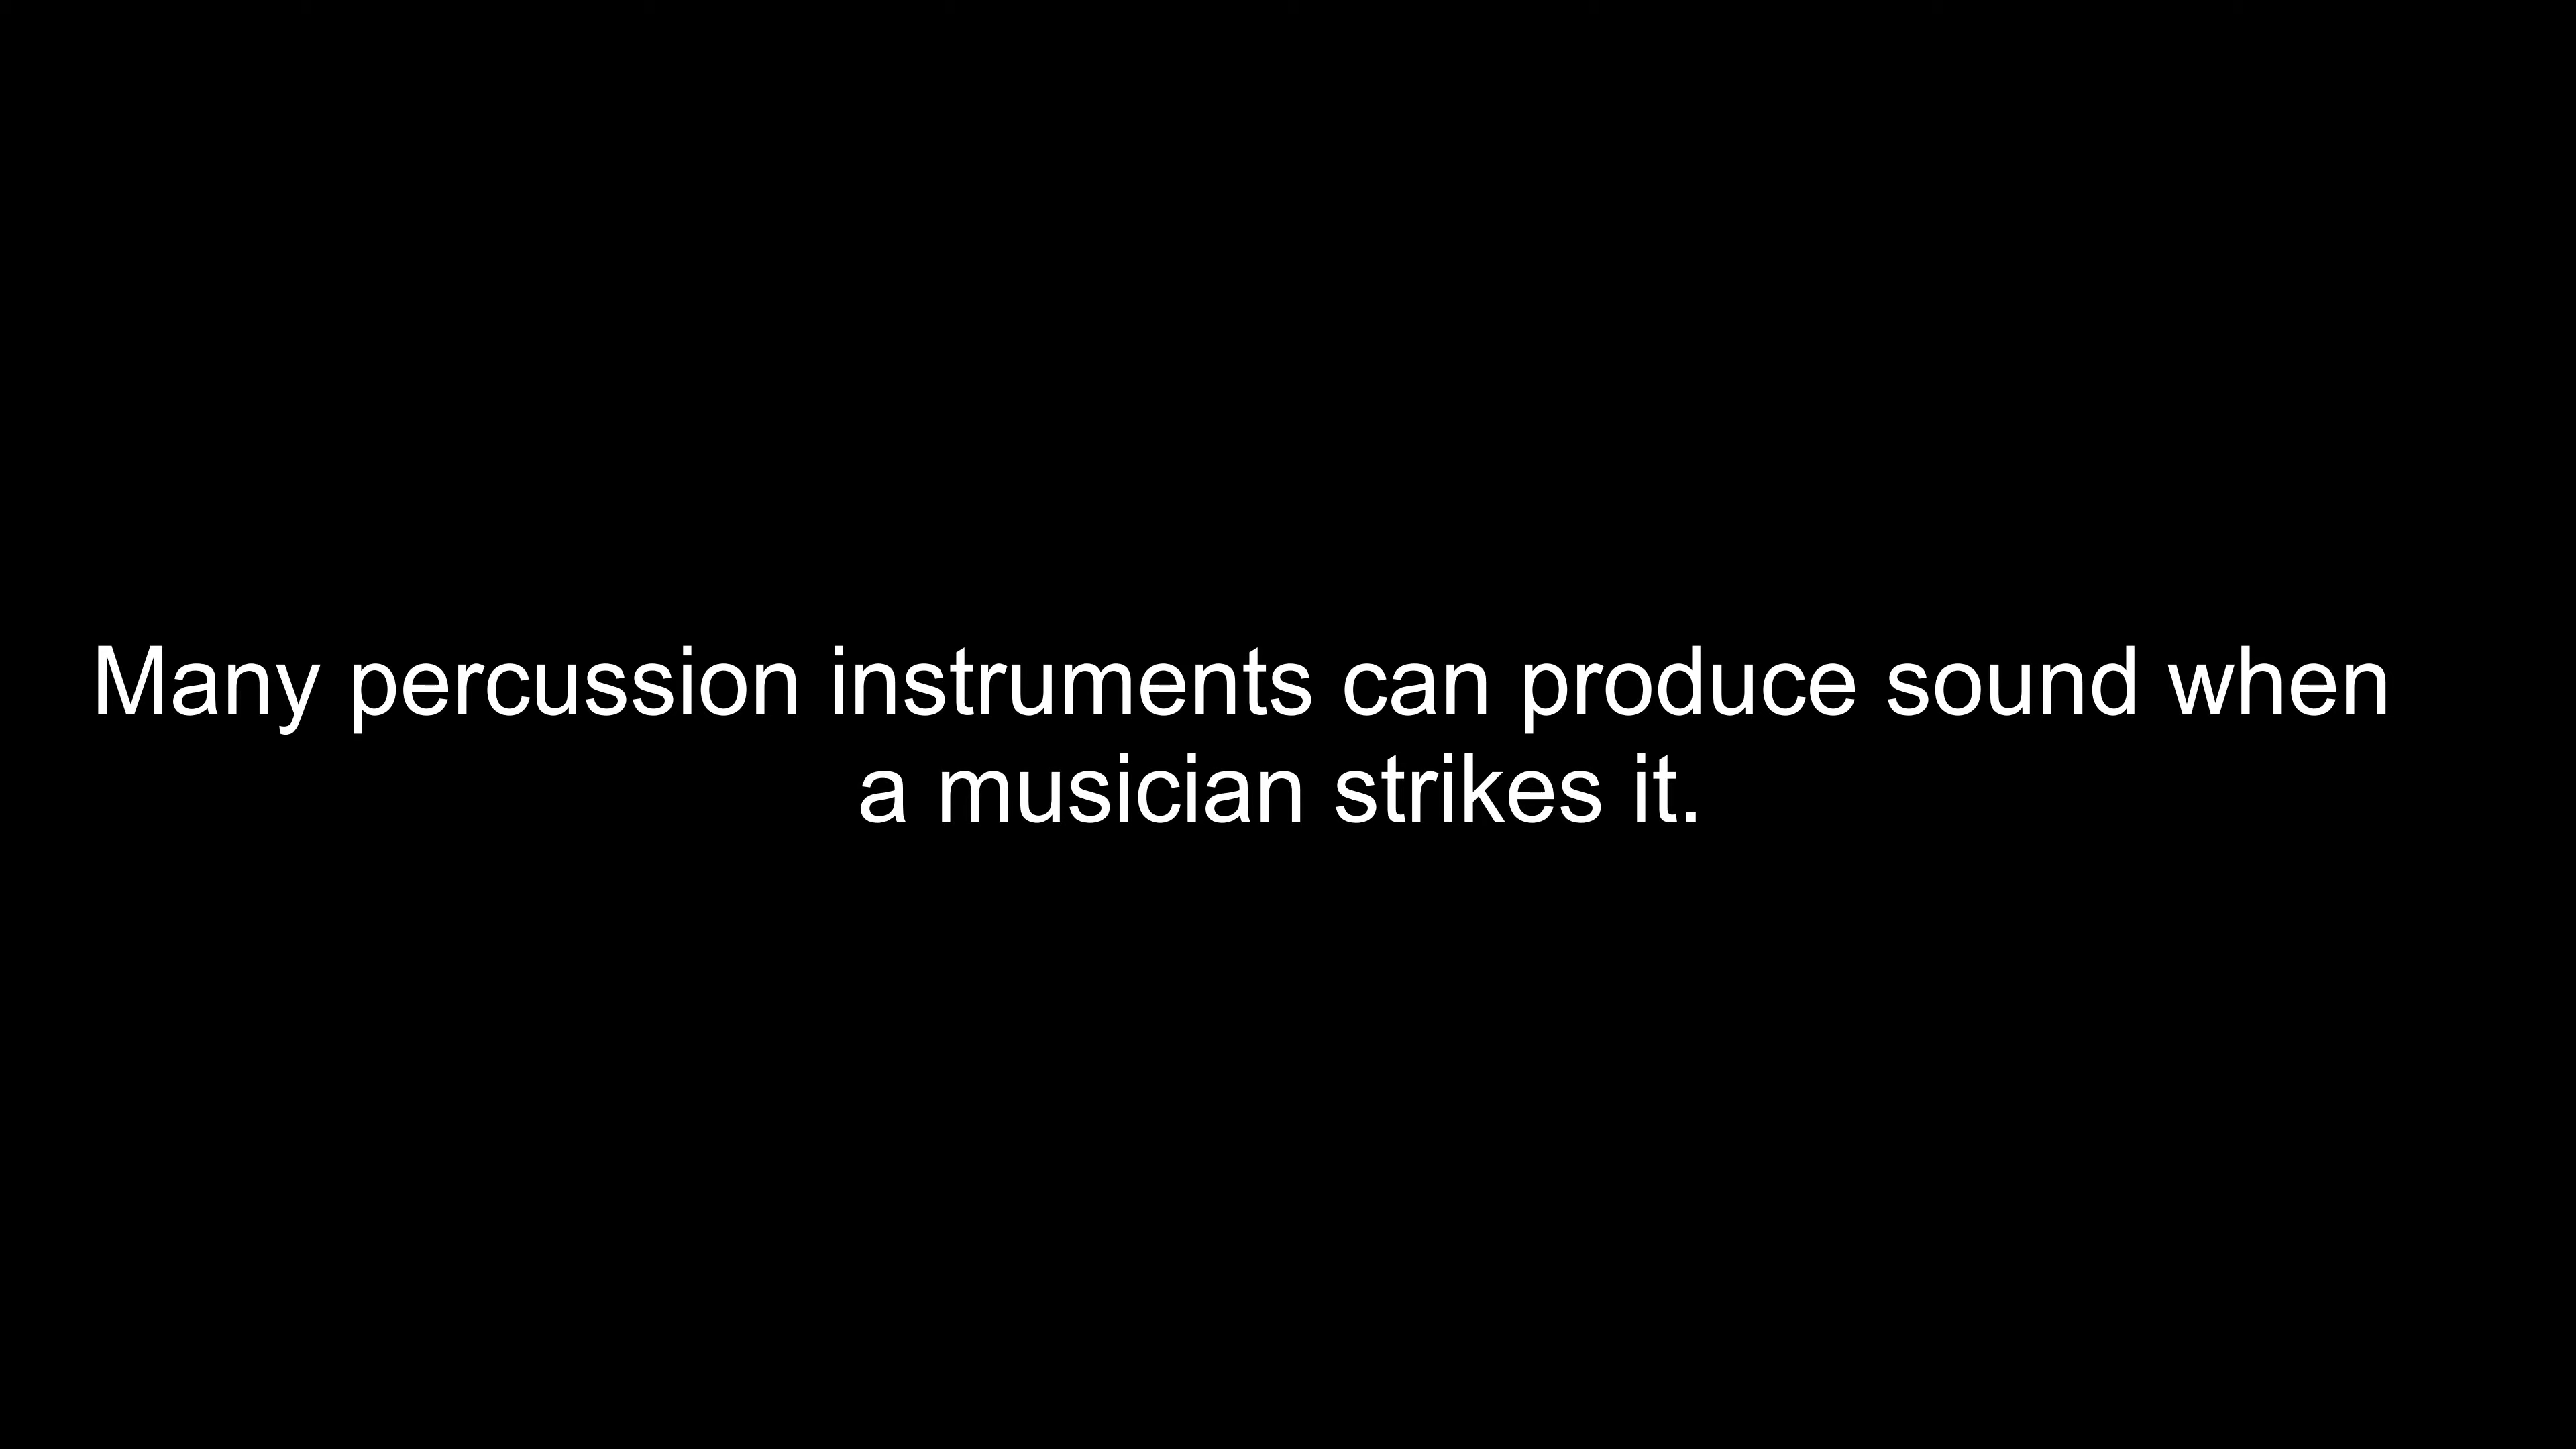 Many percussion instruments can produce sound when
a musician strikes it.